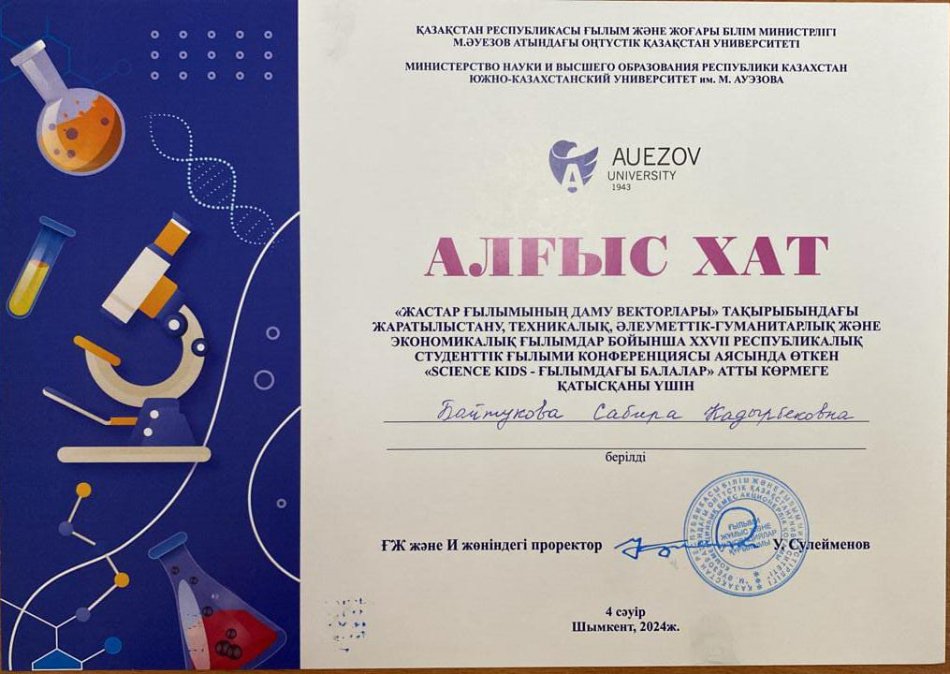 ҚАЗАҚСТАН РЕСПУБЛИКАСЫ ҒЫЛЫМ ЖӘНЕ ЖОҒАРЫ БІЛІМ МИНИСТРЛІГІ
М.ӘУЕЗОВ АТЫНДАҒЫ ОҢТҮСТІК ҚАЗАҚСТАН УНИВЕРСИТЕТІ
МИНИСТЕРСТВО НАУКИ И ВЫСШЕГО ОБРАЗОВАНИЯ РЕСПУБЛИКИ КАЗАХСТАН
ЮЖНО-КАЗАХСТАНСКИЙ УНИВЕРСИТЕТ им. М. АУЭЗОВА
AUEZOV
UNIVERSITY
1943
АЛҒЫС ХАТ
«ЖАСТАР ҒЫЛЫМЫНЫҢ ДАМУ ВЕКТОРЛАРЫ» ТАҚЫРЫБЫНДАҒЫ
ЖАРАТЫЛЫСТАНУ, ТЕХНИКАЛЫҚ, ӘЛЕУМЕТТІК-ГУМАНИТАРЛЫҚ ЖӘНЕ
ЭКОНОМИКАЛЫҚ ҒЫЛЫМДАР БОЙЫНША XXVII РЕСПУБЛИКАЛЫҚ
СТУДЕНТТІК ҒЫЛЫМИ КОНФЕРЕНЦИЯСЫ АЯСЫНДА ӨТКЕН
«SCIENCE KIDS - ҒЫЛЫМДАҒЫ БАЛАЛАР» АТТЫ КӨРМЕГЕ
ҚАТЫСҚАНЫ ҮШІН
Байтукова Сабира Кадырбековна
берілді
ҒЖ және И жөніндегі проректор У. Сулейменов
4 сәуір
Шымкент, 2024ж.